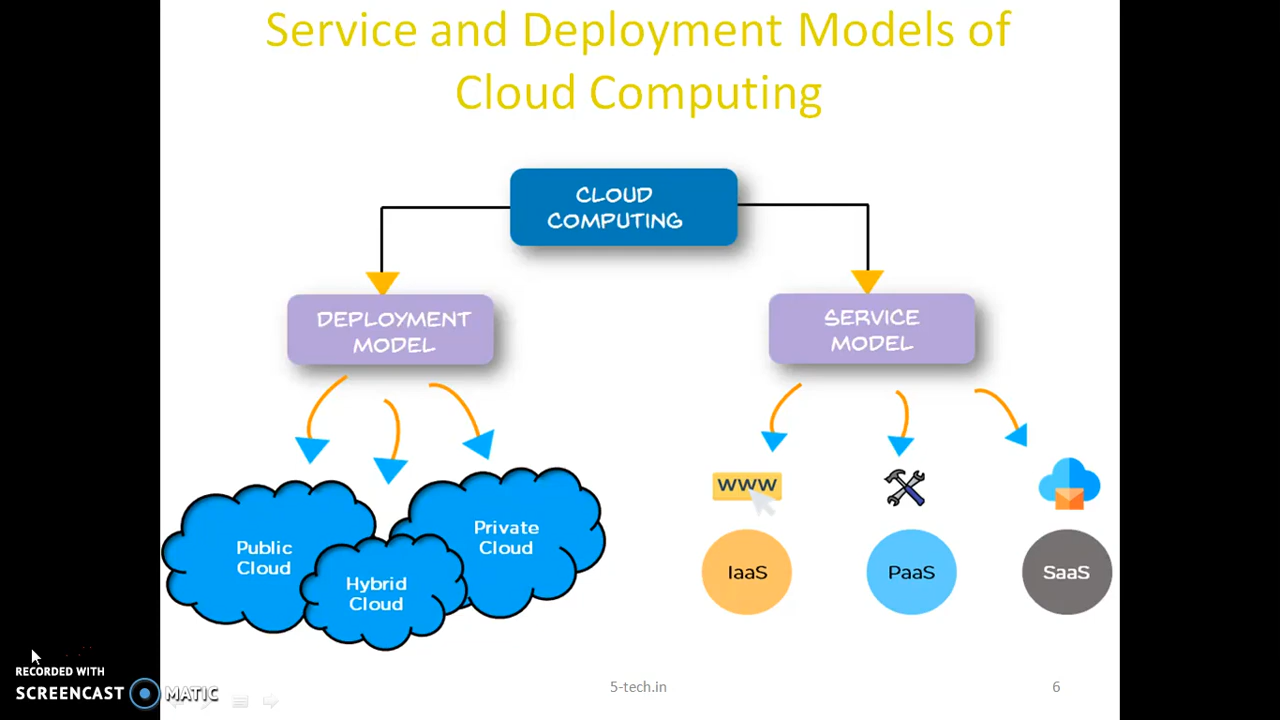 Service and Deployment Models of
Cloud Computing
CLOUD
COMPUTING
DEPLOYMENT
MODEL
SERVICE
MODEL
WWW
Public
Cloud
Hybrid
Cloud
Private
Cloud
IaaS
PaaS
SaaS
RECORDED WITH
SCREENCAST MATIC
5-tech.in
6